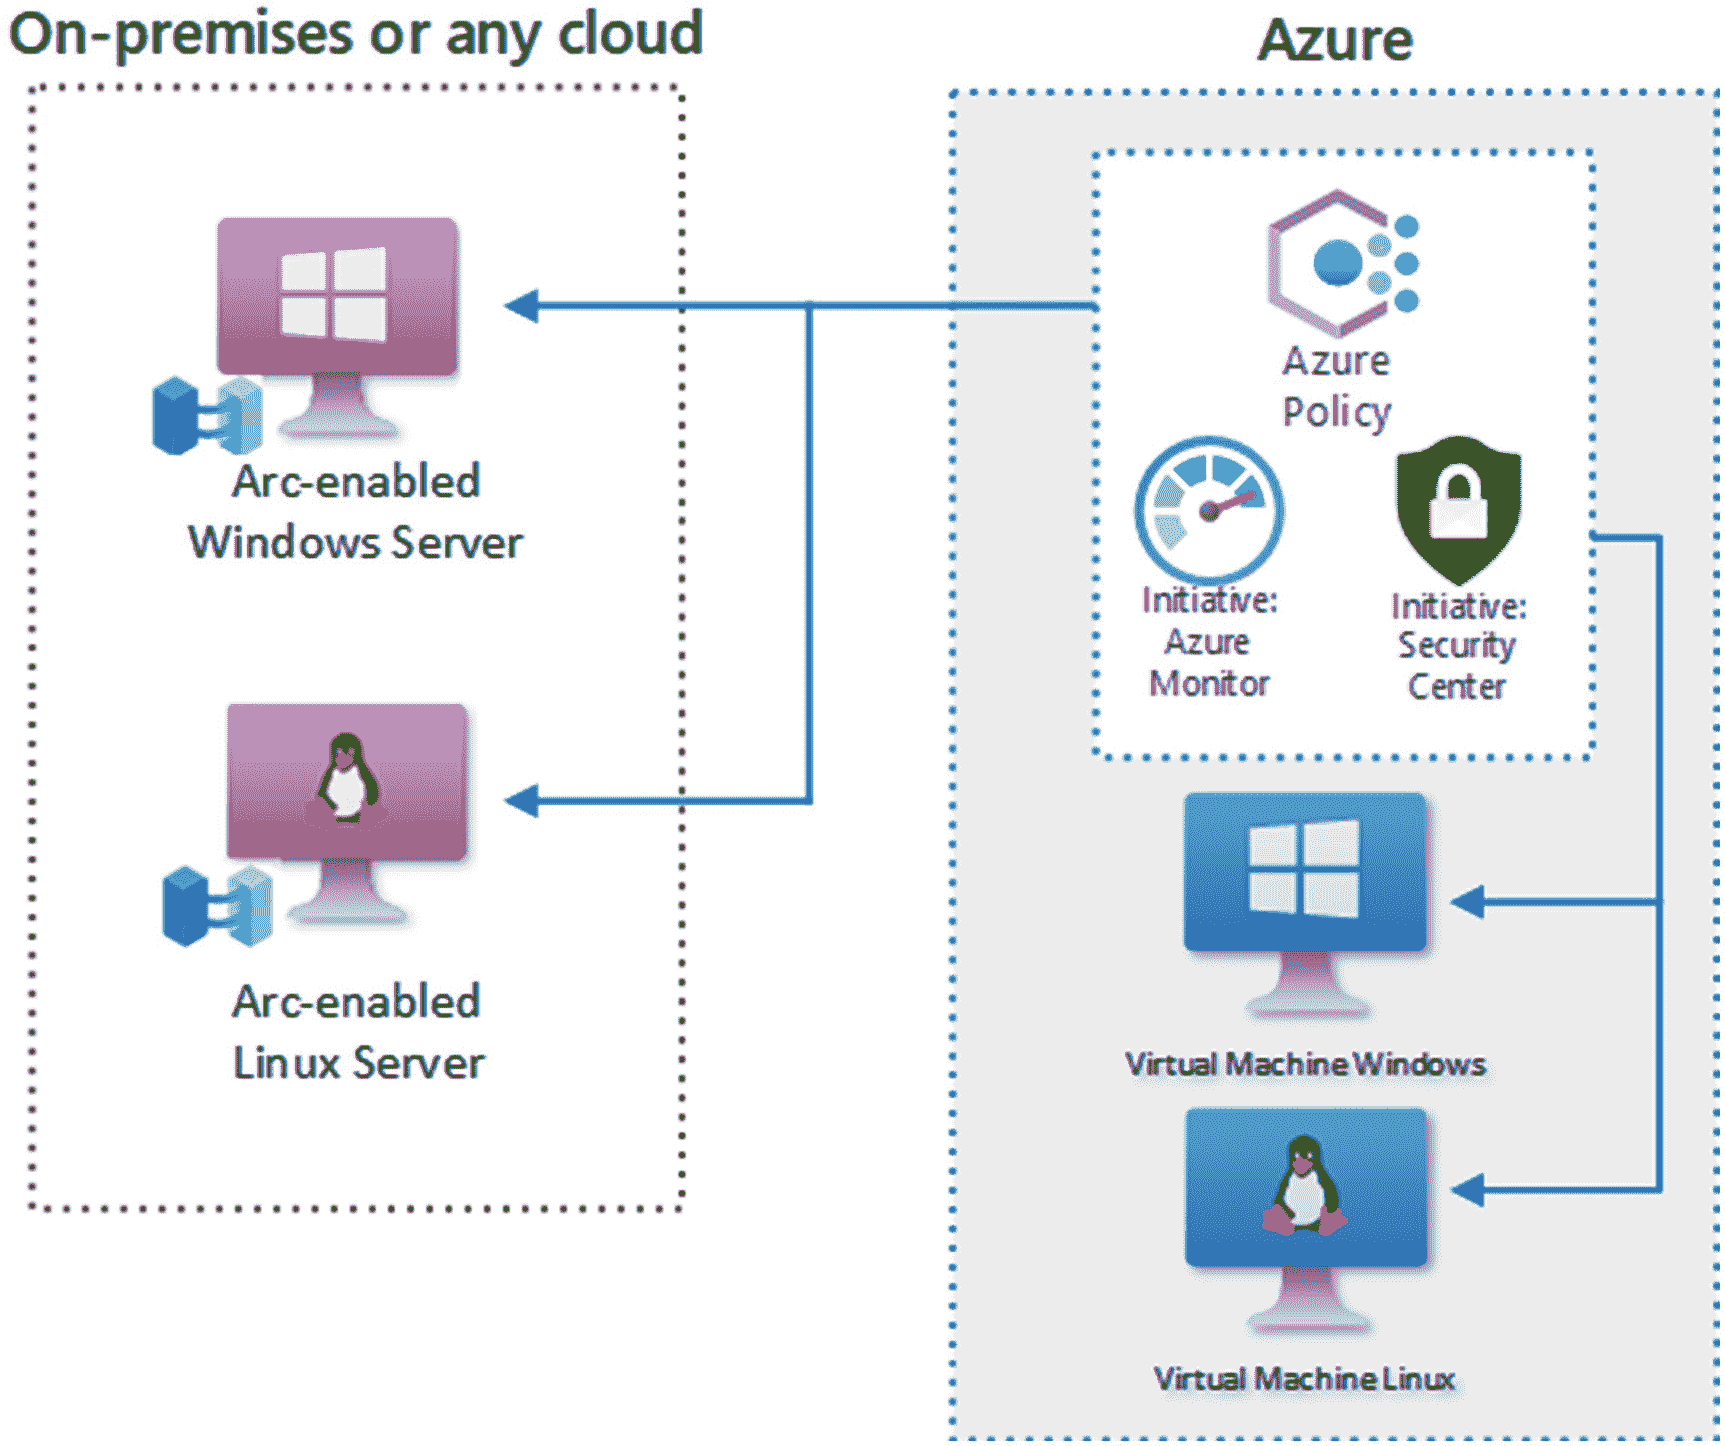 On-premises or any cloud
Azure
Arc-enabled
Windows Server
Arc-enabled
Linux Server
Azure
Policy
Initiative:
Azure
Monitor
Initiative:
Security
Center
Virtual Machine Windows
Virtual Machine Linux